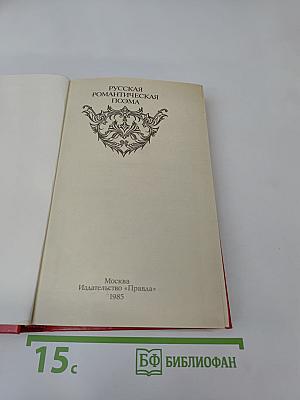 РУССКАЯ
РОМАНТИЧЕСКАЯ
ПОЭМА
Москва
Издательство «Правда»
1985
15с
БФ БИБЛИОФАН